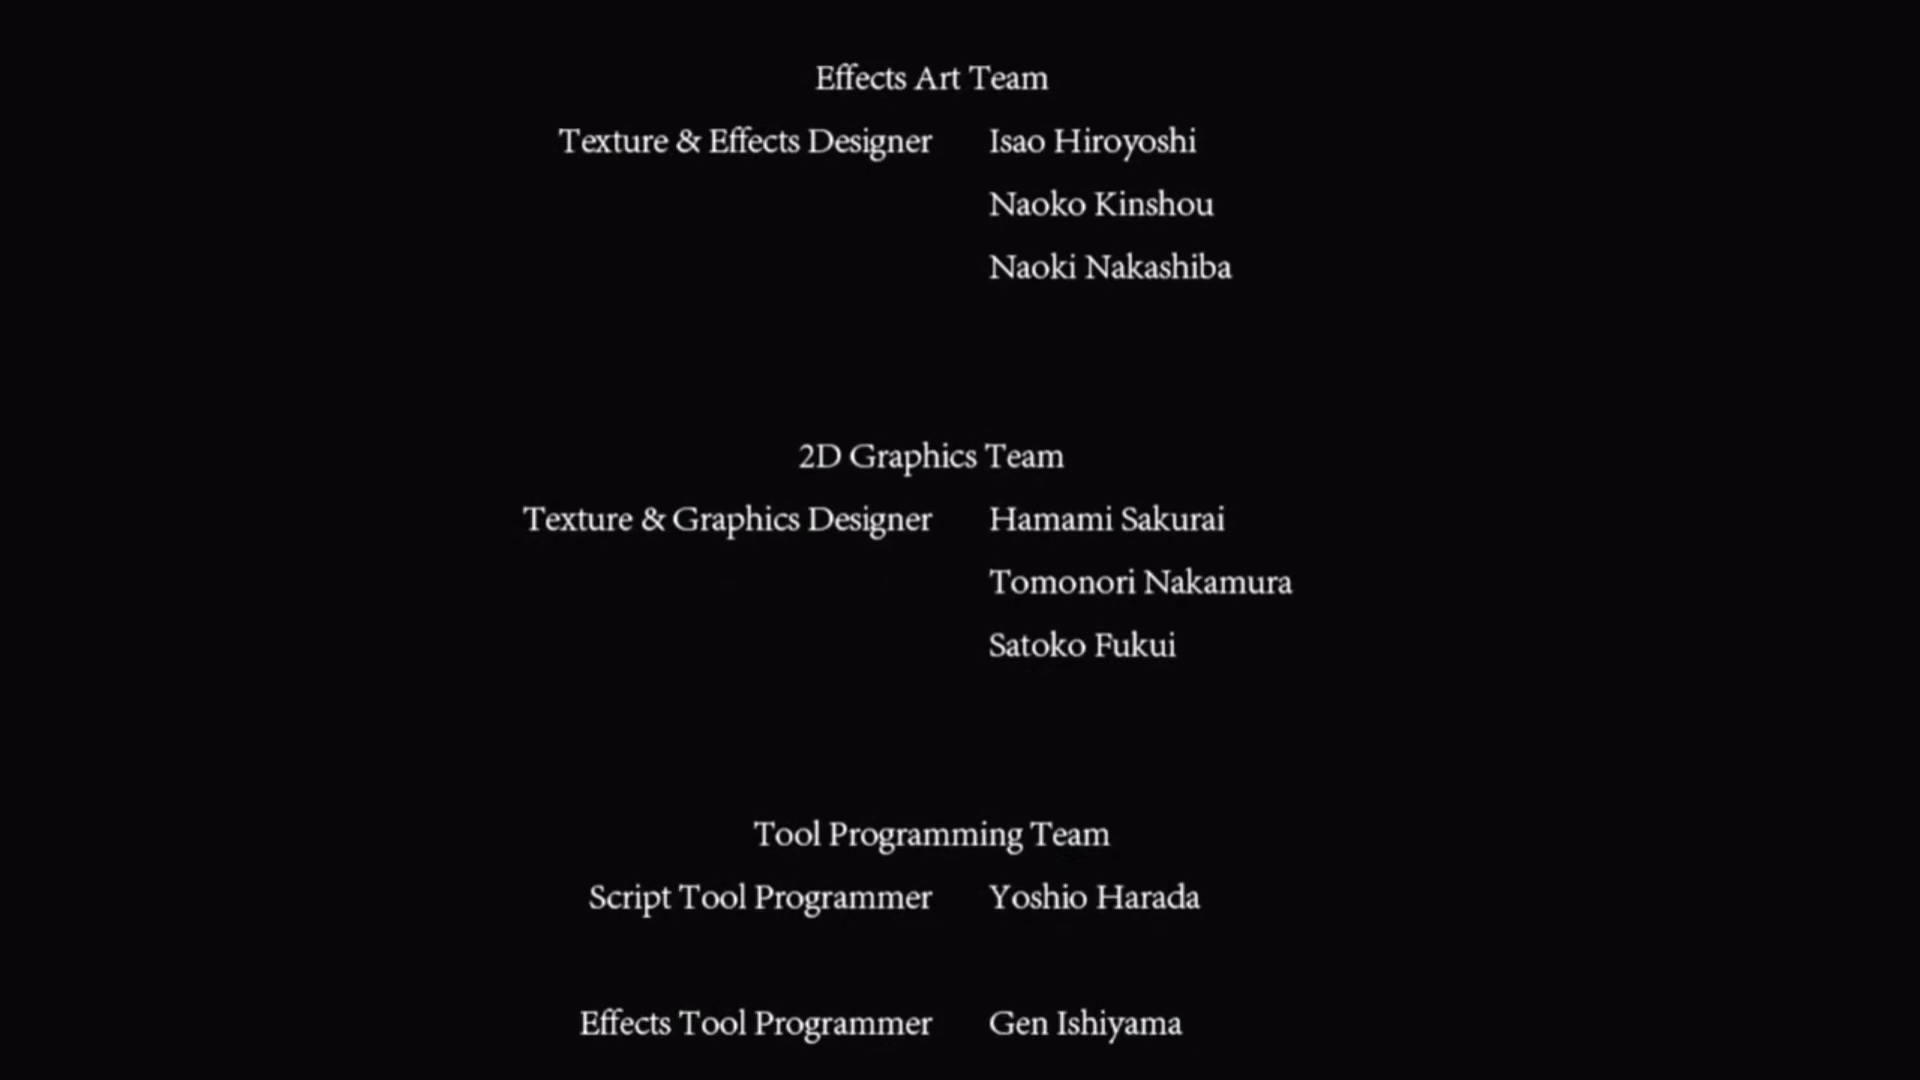 Effects Art Team
Texture & Effects Designer Isao Hiroyoshi
Naoko Kinshou
Naoki Nakashiba
2D Graphics Team
Texture & Graphics Designer Hamami Sakurai
Tomonori Nakamura
Satoko Fukui
Tool Programming Team
Script Tool Programmer Yoshio Harada
Effects Tool Programmer Gen Ishiyama